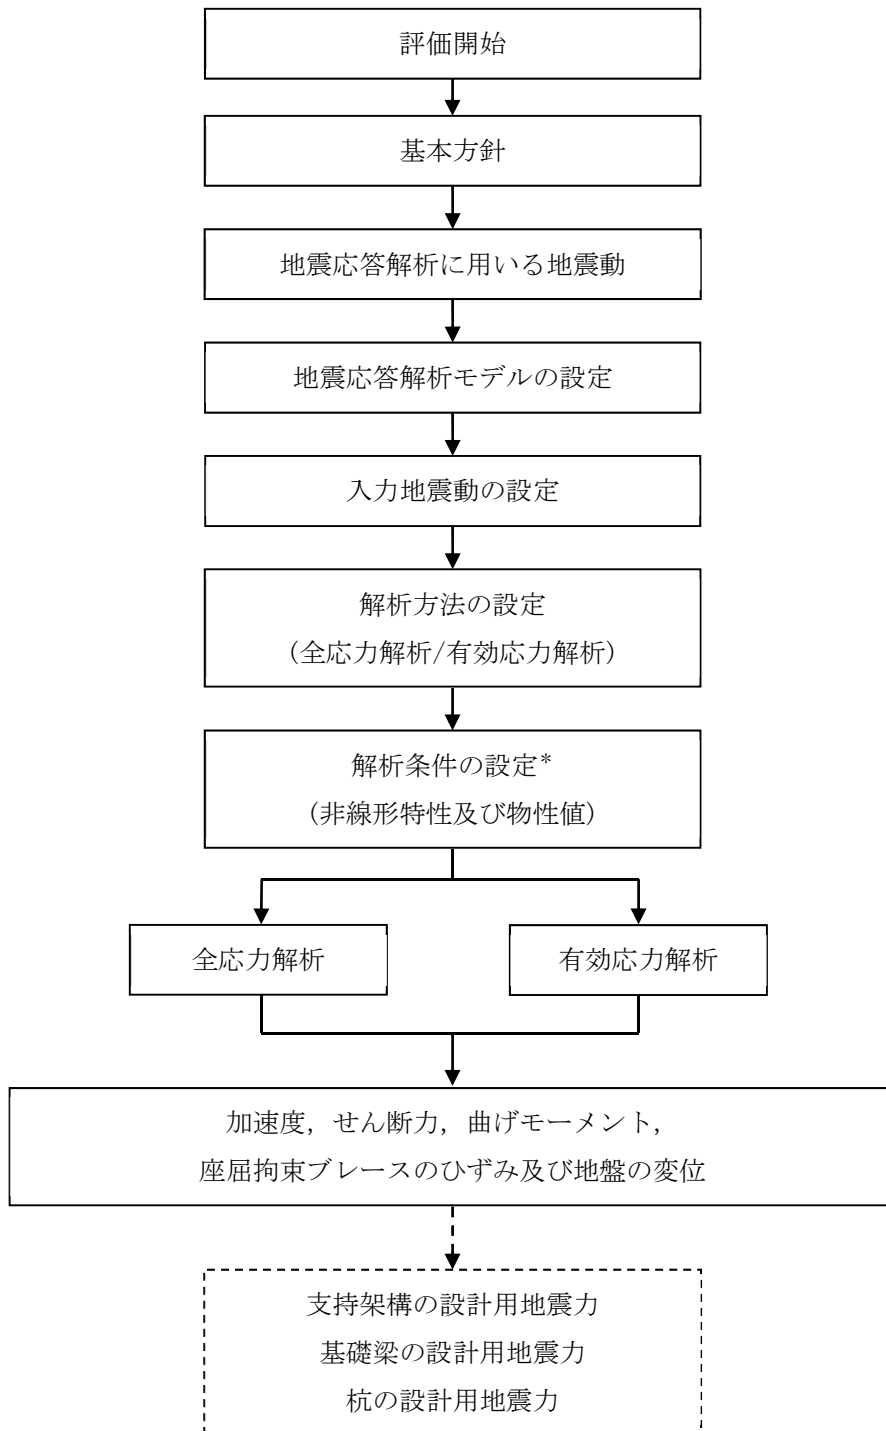 評価開始
基本方針
地震応答解析に用いる地震動
地震応答解析モデルの設定
入力地震動の設定
解析方法の設定
(全応力解析/有効応力解析)
解析条件の設定*
(非線形特性及び物性値)
全応力解析
有効応力解析
加速度，せん断力，曲げモーメント，
座屈拘束ブレースのひずみ及び地盤の変位
支持架構の設計用地震力
基礎梁の設計用地震力
杭の設計用地震力